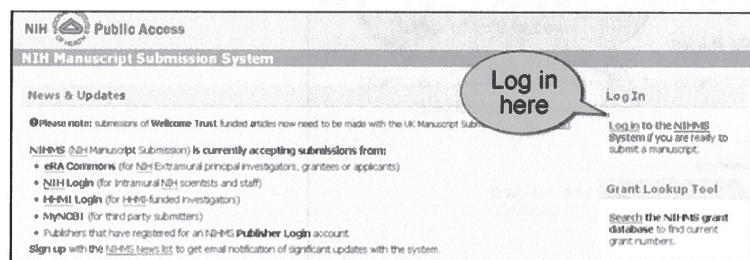 NIH Public Access
NIH Manuscript Submission System
News & Updates
Please note: submissions of Wellcome Trust funded articles now need to be made with the UK Manuscript
NIHMS (NIH Manuscript Submission) is currently accepting submissions from:
• eRA Commons (for NIH Extramural principal investigators, grantees or applicants)
• NIH Login (for Intramural NIH scientists and staff)
• HHMI Login (for HHMI-funded investigators)
• MyNCBI (for third party submitters)
• Publishers that have registered for an NIHMS Publisher Login account
Sign up with the NIHMS News list to get email notification of significant updates with the system.
Log in
here
Log In
Log in to the NIHMS
System if you are ready to
submit a manuscript.
Grant Lookup Tool
Search the NIHMS grant
database to find current
grant numbers.